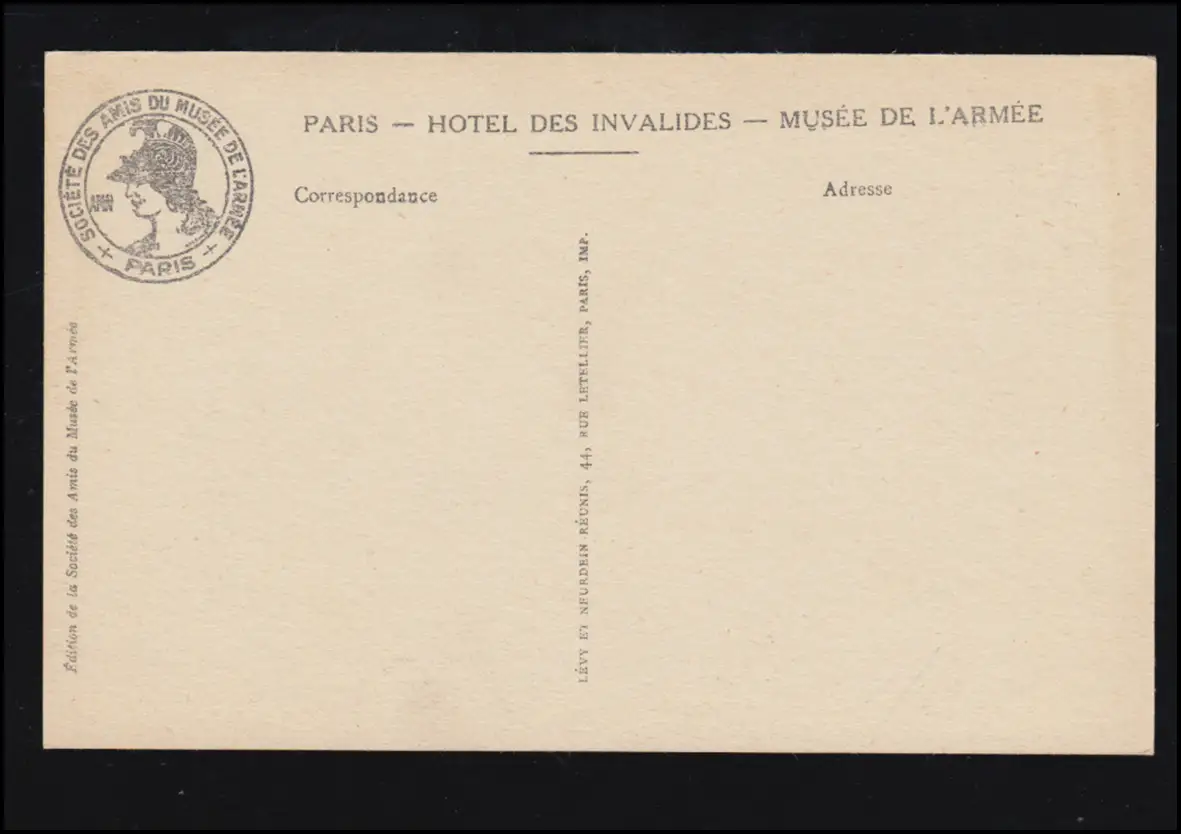 SOCIÉTÉ DES AMIS DU MUSÉE DE L'ARMÉE
+ PARIS +
PARIS — HOTEL DES INVALIDES — MUSÉE DE L'ARMÉE
Correspondance
Adresse
Édition de la Société des Amis du Musée de l'Armée
LÉVY ET NEURDEIN RÉUNIS, 44, RUE LETELLIER, PARIS, IMP.